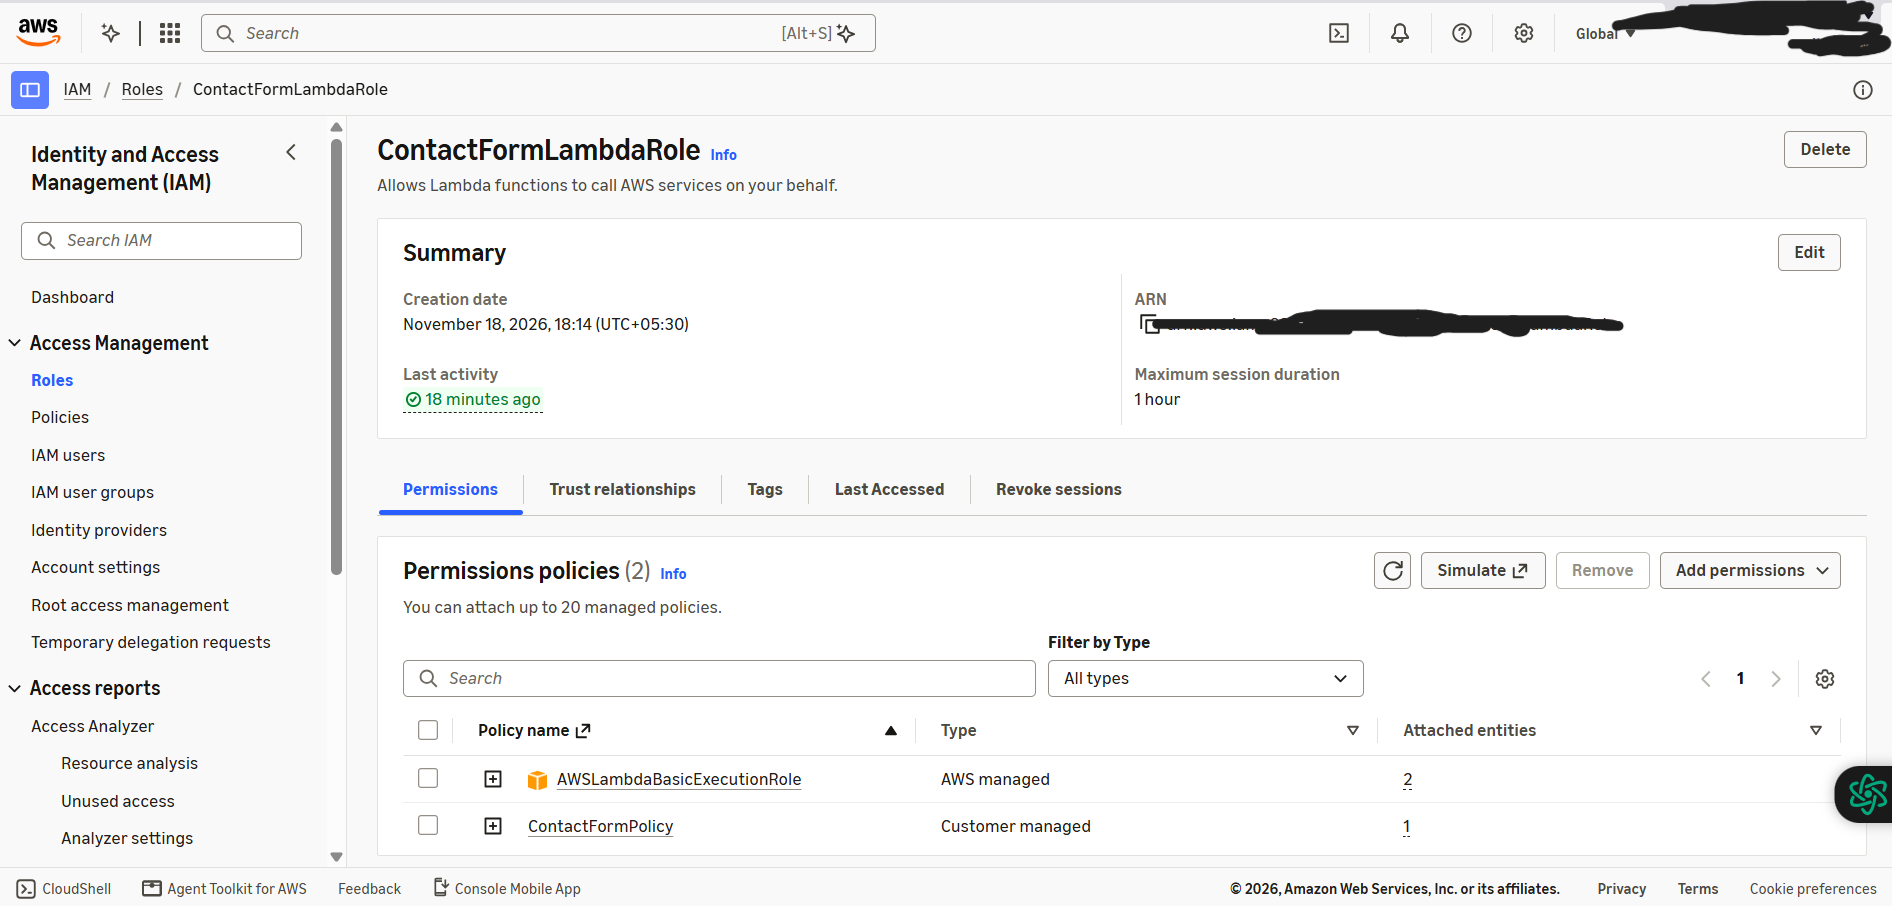 aws
Search [Alt+S]
Global
IAM / Roles / ContactFormLambdaRole
Identity and Access
Management (IAM)
Search IAM
Dashboard
Access Management
Roles
Policies
IAM users
IAM user groups
Identity providers
Account settings
Root access management
Temporary delegation requests
Access reports
Access Analyzer
Resource analysis
Unused access
Analyzer settings
ContactFormLambdaRole Info
Delete
Allows Lambda functions to call AWS services on your behalf.
Summary
Edit
Creation date
November 18, 2026, 18:14 (UTC+05:30)
ARN
Last activity
18 minutes ago
Maximum session duration
1 hour
Permissions Trust relationships Tags Last Accessed Revoke sessions
Permissions policies (2) Info
Simulate Remove Add permissions
You can attach up to 20 managed policies.
Filter by Type
Search All types 1
Policy name Type Attached entities
AWSLambdaBasicExecutionRole AWS managed 2
ContactFormPolicy Customer managed 1
CloudShell Agent Toolkit for AWS Feedback Console Mobile App © 2026, Amazon Web Services, Inc. or its affiliates. Privacy Terms Cookie preferences